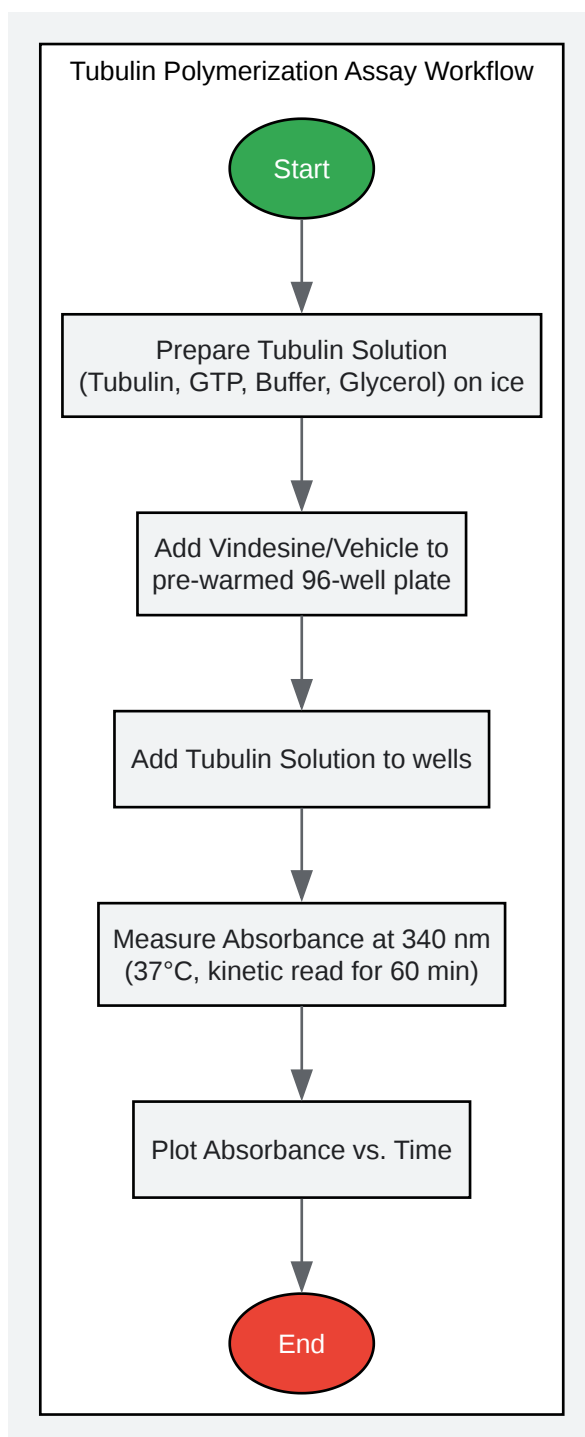 Tubulin Polymerization Assay Workflow
Start
Prepare Tubulin Solution
(Tubulin, GTP, Buffer, Glycerol) on ice
Add Vindesine/Vehicle to
pre-warmed 96-well plate
Add Tubulin Solution to wells
Measure Absorbance at 340 nm
(37°C, kinetic read for 60 min)
Plot Absorbance vs. Time
End